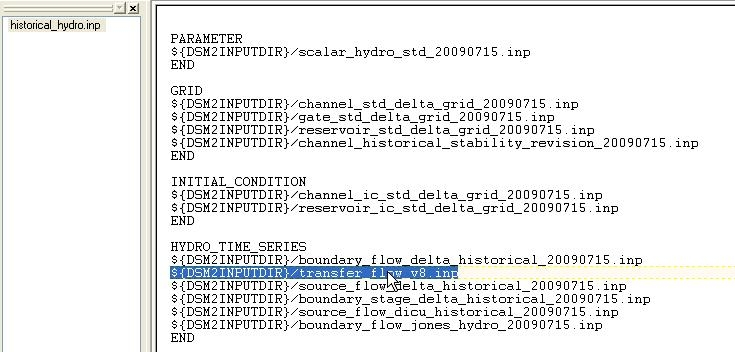 historical_hydro.inp
PARAMETER
${DSM2INPUTDIR}/scalar_hydro_std_20090715.inp
END
GRID
${DSM2INPUTDIR}/channel_std_delta_grid_20090715.inp
${DSM2INPUTDIR}/gate_std_delta_grid_20090715.inp
${DSM2INPUTDIR}/reservoir_std_delta_grid_20090715.inp
${DSM2INPUTDIR}/channel_historical_stability_revision_20090715.inp
END
INITIAL_CONDITION
${DSM2INPUTDIR}/channel_ic_std_delta_grid_20090715.inp
${DSM2INPUTDIR}/reservoir_ic_std_delta_grid_20090715.inp
END
HYDRO_TIME_SERIES
${DSM2INPUTDIR}/boundary_flow_delta_historical_20090715.inp
${DSM2INPUTDIR}/transfer_flow_v8.inp
${DSM2INPUTDIR}/source_flow_delta_historical_20090715.inp
${DSM2INPUTDIR}/boundary_stage_delta_historical_20090715.inp
${DSM2INPUTDIR}/source_flow_dicu_historical_20090715.inp
${DSM2INPUTDIR}/boundary_flow_jones_hydro_20090715.inp
END